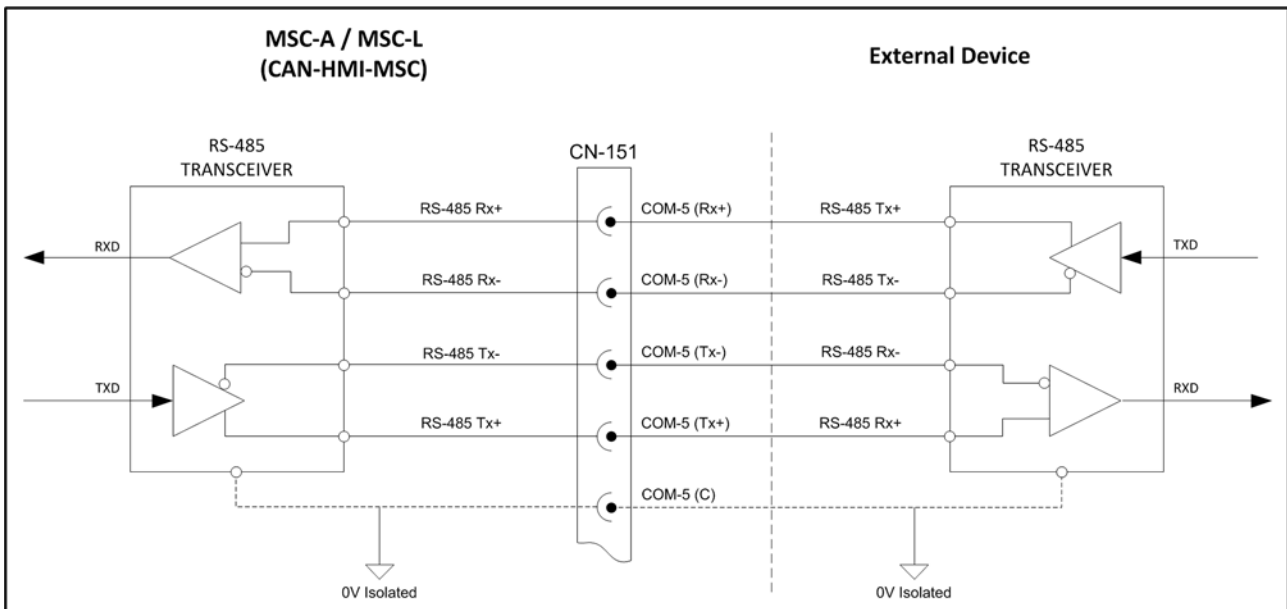 MSC-A / MSC-L
(CAN-HMI-MSC)
External Device
RS-485
TRANSCEIVER
CN-151
RS-485
TRANSCEIVER
RS-485 Rx+
COM-5 (Rx+)
RS-485 Tx+
RXD
TXD
RS-485 Rx-
COM-5 (Rx-)
RS-485 Tx-
RS-485 Tx-
COM-5 (Tx-)
RS-485 Rx-
TXD
RXD
RS-485 Tx+
COM-5 (Tx+)
RS-485 Rx+
COM-5 (C)
0V Isolated
0V Isolated